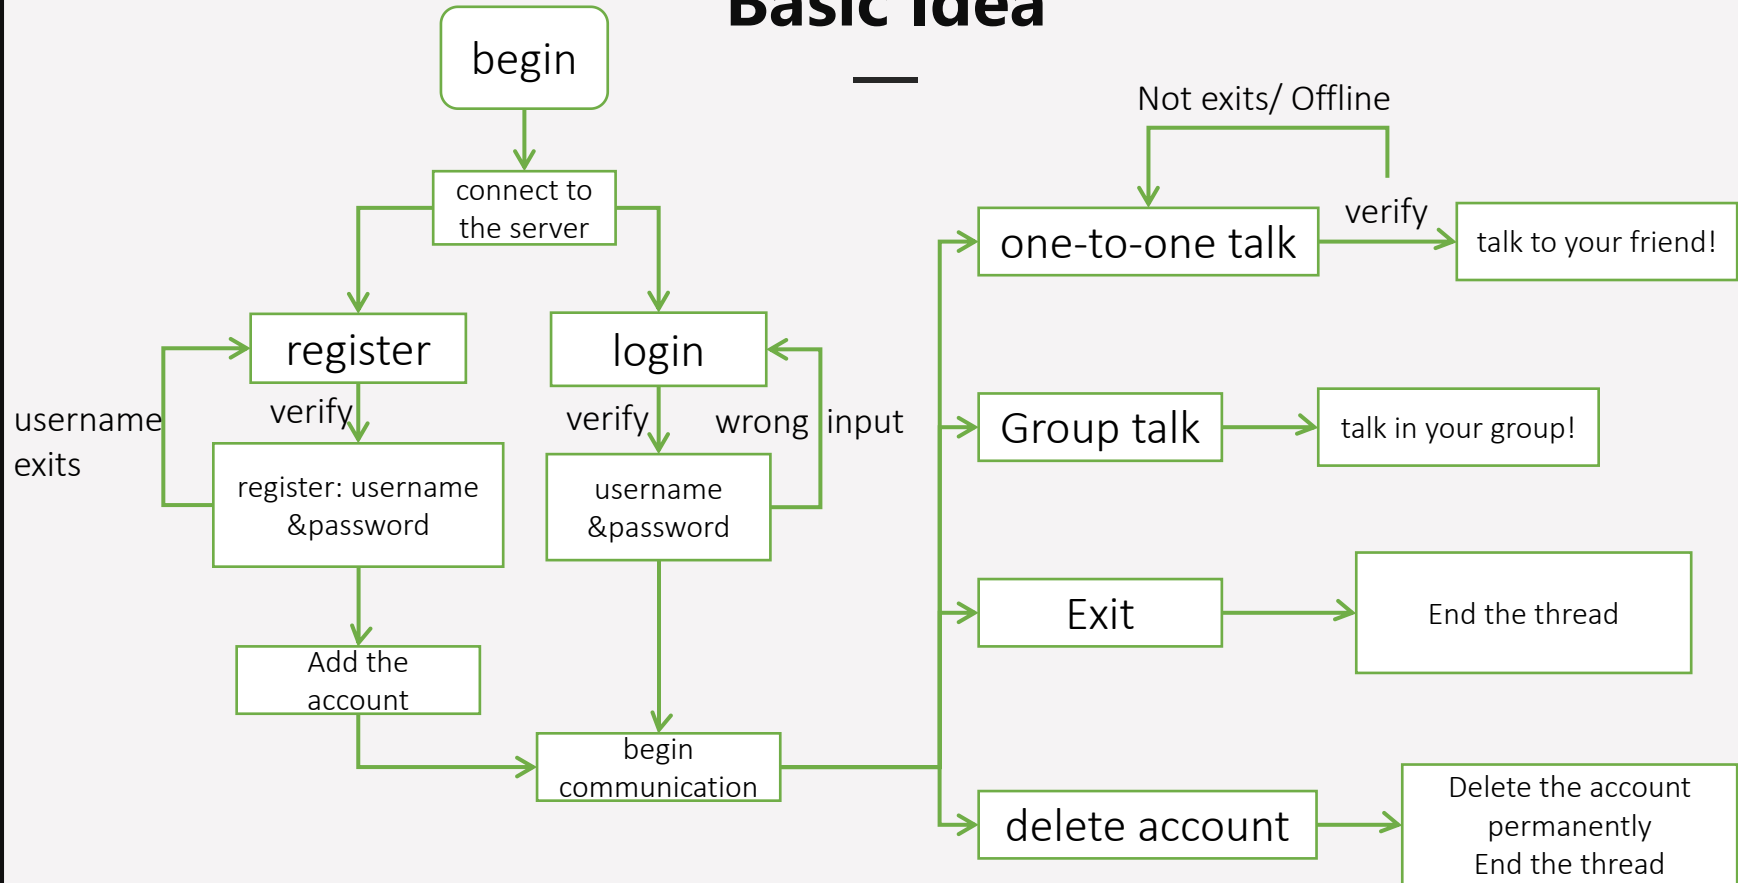 Basic Idea
begin
connect to
the server
register
login
username
exits
verify
verify
wrong input
register: username
&password
username
&password
Add the
account
begin
communication
Not exits/ Offline
one-to-one talk
verify
talk to your friend!
Group talk
talk in your group!
Exit
End the thread
delete account
Delete the account
permanently
End the thread